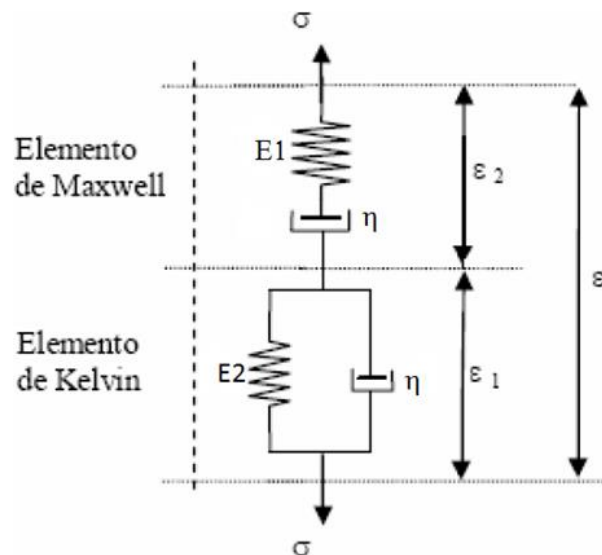 σ
Elemento
de Maxwell
E1
ε 2
η
ε
Elemento
de Kelvin
E2
η
ε 1
σ